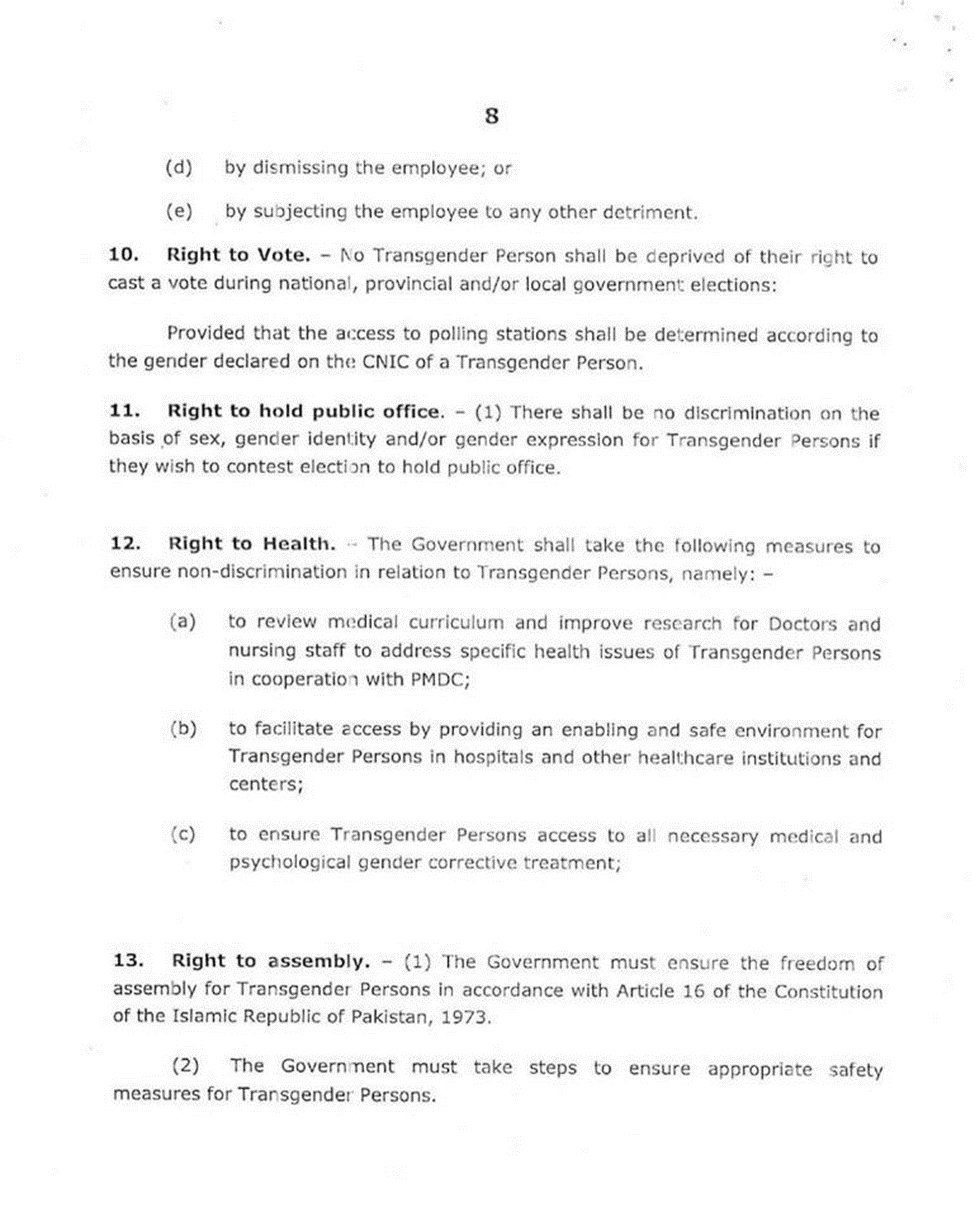 8
(d) by dismissing the employee; or
(e) by subjecting the employee to any other detriment.
10. Right to Vote. – No Transgender Person shall be deprived of their right to
cast a vote during national, provincial and/or local government elections:
Provided that the access to polling stations shall be determined according to
the gender declared on the CNIC of a Transgender Person.
11. Right to hold public office. – (1) There shall be no discrimination on the
basis of sex, gender identity and/or gender expression for Transgender Persons if
they wish to contest election to hold public office.
12. Right to Health. – The Government shall take the following measures to
ensure non-discrimination in relation to Transgender Persons, namely: –
(a) to review medical curriculum and improve research for Doctors and
nursing staff to address specific health issues of Transgender Persons
in cooperation with PMDC;
(b) to facilitate access by providing an enabling and safe environment for
Transgender Persons in hospitals and other healthcare institutions and
centers;
(c) to ensure Transgender Persons access to all necessary medical and
psychological gender corrective treatment;
13. Right to assembly. – (1) The Government must ensure the freedom of
assembly for Transgender Persons in accordance with Article 16 of the Constitution
of the Islamic Republic of Pakistan, 1973.
(2) The Government must take steps to ensure appropriate safety
measures for Transgender Persons.